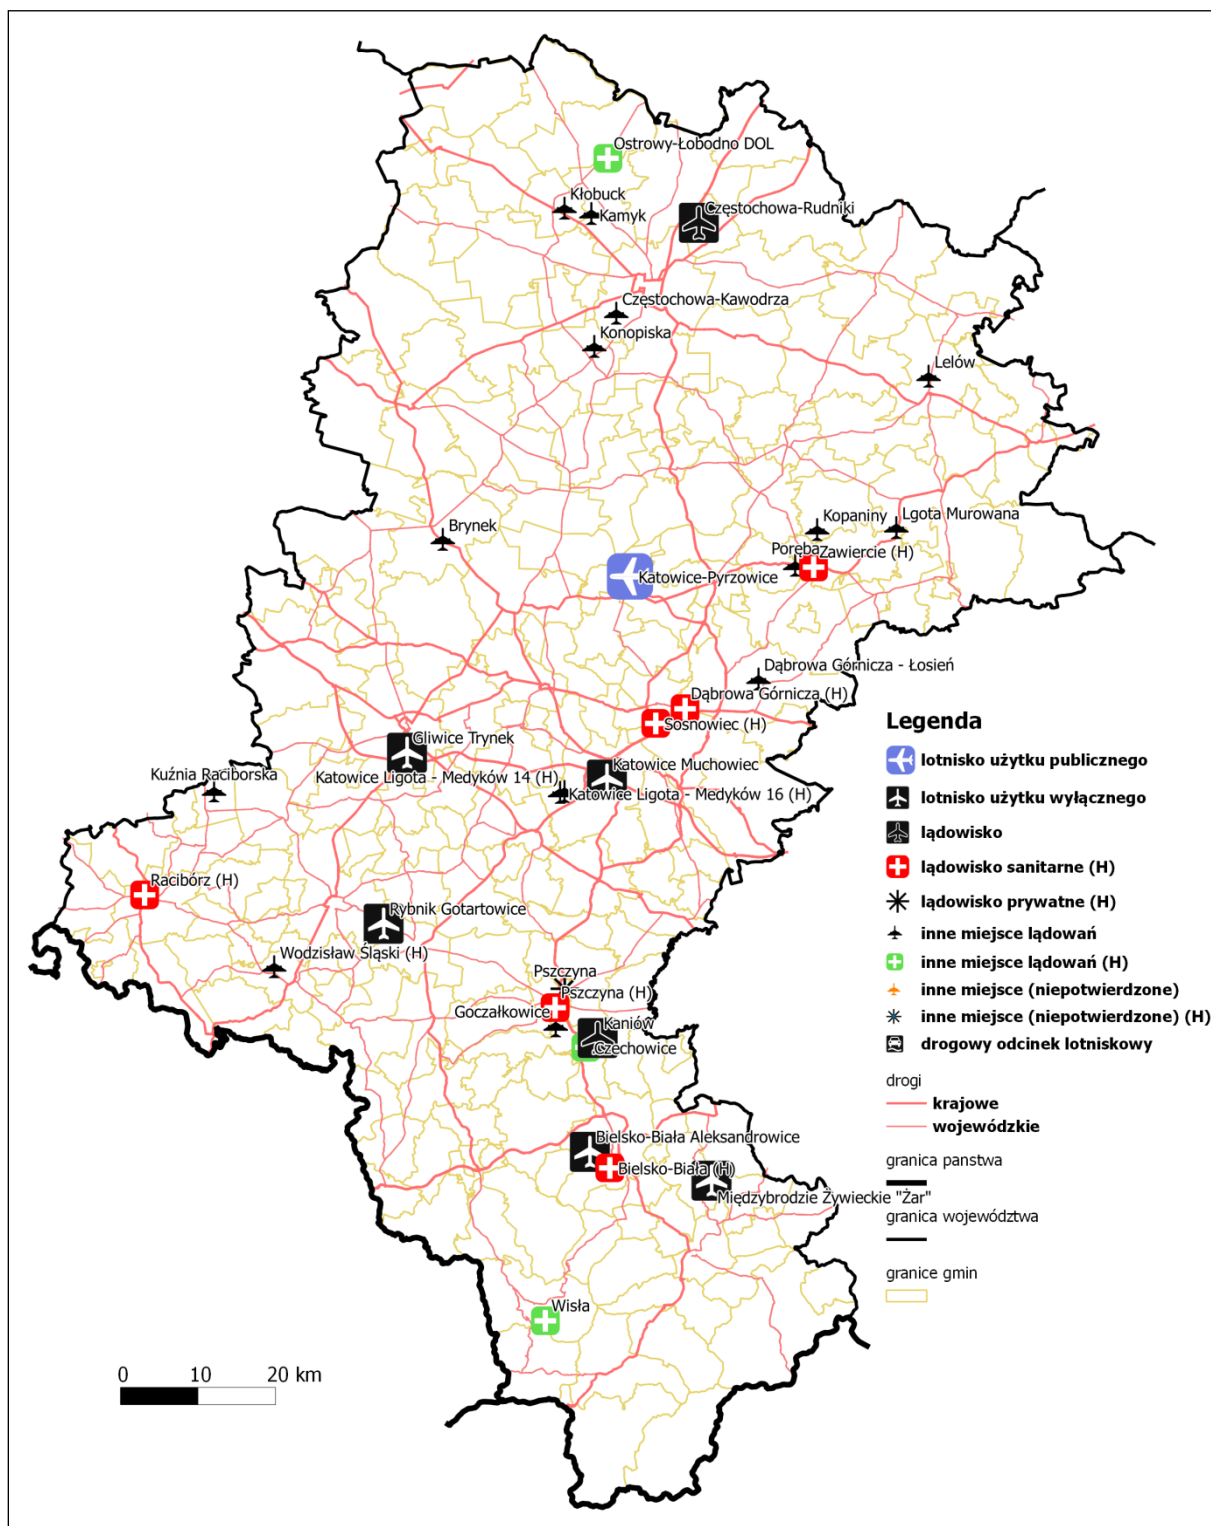 Ostrowy-Łobodno DOL
Kłobuck
Kamyk
Częstochowa-Rudniki
Częstochowa-Kawodrza
Konopiska
Lelów
Brynek
Kopaniny
Lgota Murowana
Poręba
Zawiercie (H)
Katowice-Pyrzowice
Dąbrowa Górnicza - Łosień
Dąbrowa Górnicza (H)
Sosnowiec (H)
Gliwice Trynek
Katowice Muchowiec
Kuźnia Raciborska
Katowice Ligota - Medyków 14 (H)
Katowice Ligota - Medyków 16 (H)
Racibórz (H)
Rybnik Gotartowice
Wodzisław Śląski (H)
Pszczyna
Pszczyna (H)
Goczałkowice
Kaniów
Czechowice
Bielsko-Biała Aleksandrowice
Bielsko-Biała (H)
Międzybrodzie Żywieckie "Żar"
Wisła
0 10 20 km
Legenda
lotnisko użytku publicznego
lotnisko użytku wyłącznego
lądowisko
lądowisko sanitarne (H)
lądowisko prywatne (H)
inne miejsce lądowań
inne miejsce lądowań (H)
inne miejsce (niepotwierdzone)
inne miejsce (niepotwierdzone) (H)
drogowy odcinek lotniskowy
drogi
krajowe
wojewódzkie
granica panstwa
granica województwa
granice gmin